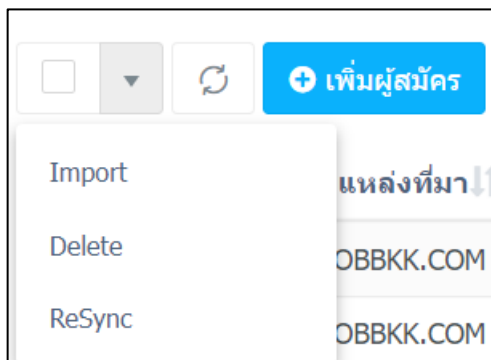 เพิ่มผู้สมัคร
Import
แหล่งที่มา
Delete
OBBKK.COM
ReSync
OBBKK.COM